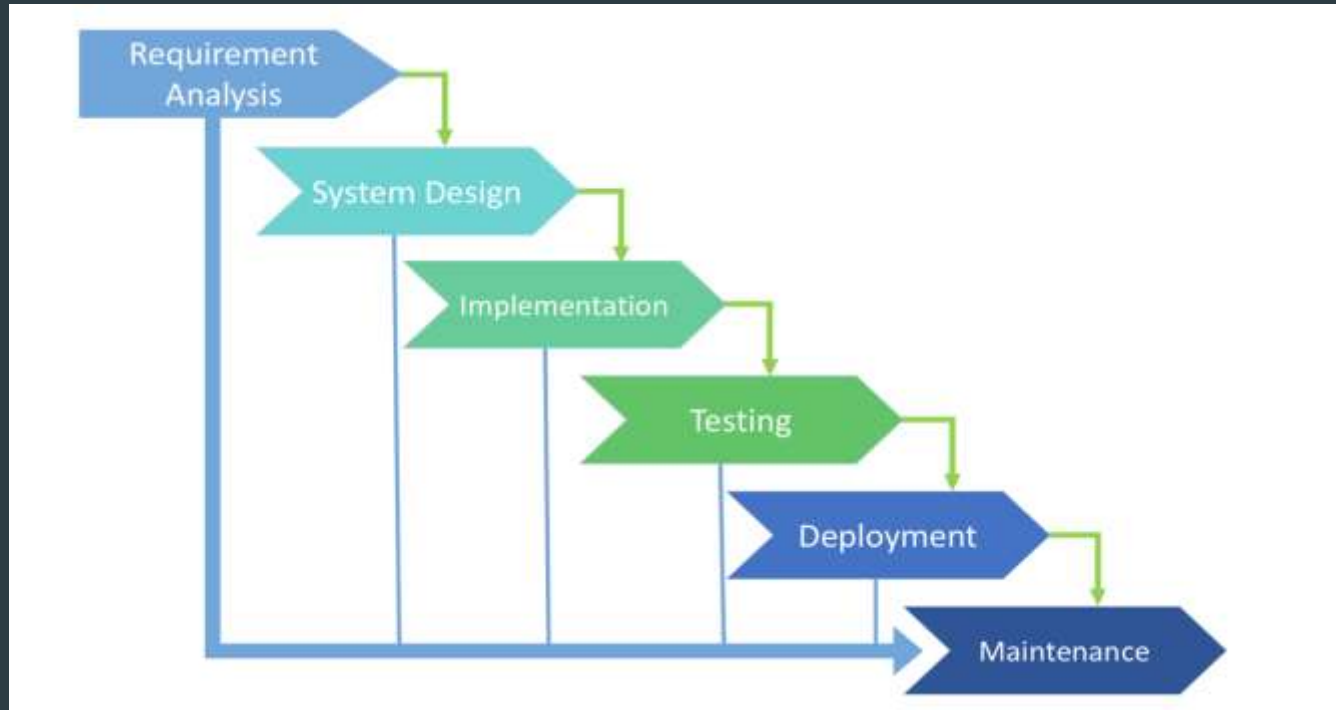 Requirement
Analysis
System Design
Implementation
Testing
Deployment
Maintenance